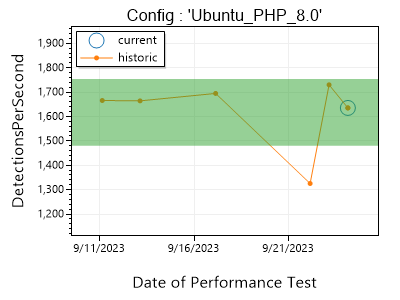 Config : 'Ubuntu_PHP_8.0'
current
historic
DetectionsPerSecond
1,900
1,800
1,700
1,600
1,500
1,400
1,300
1,200
9/11/2023
9/16/2023
9/21/2023
Date of Performance Test